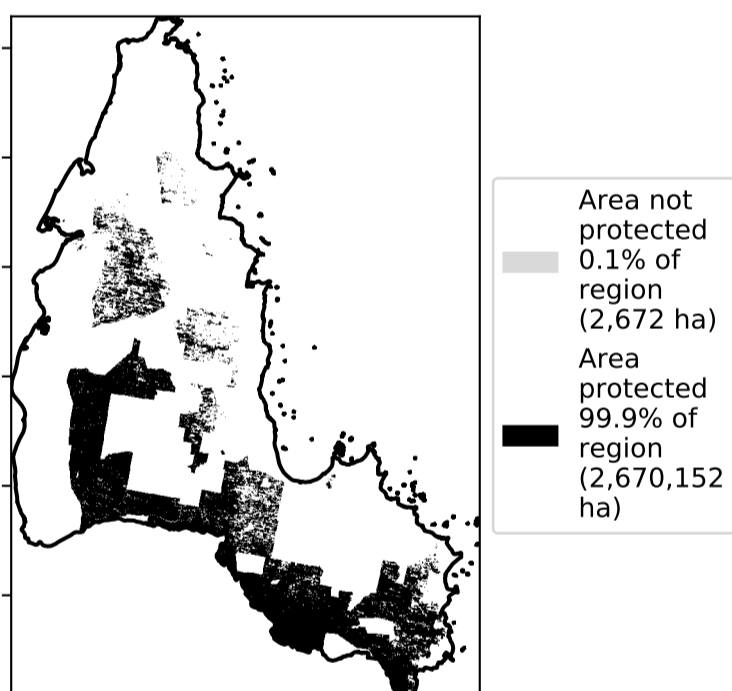 Area not
protected
0.1% of
region
(2,672 ha)
Area
protected
99.9% of
region
(2,670,152
ha)